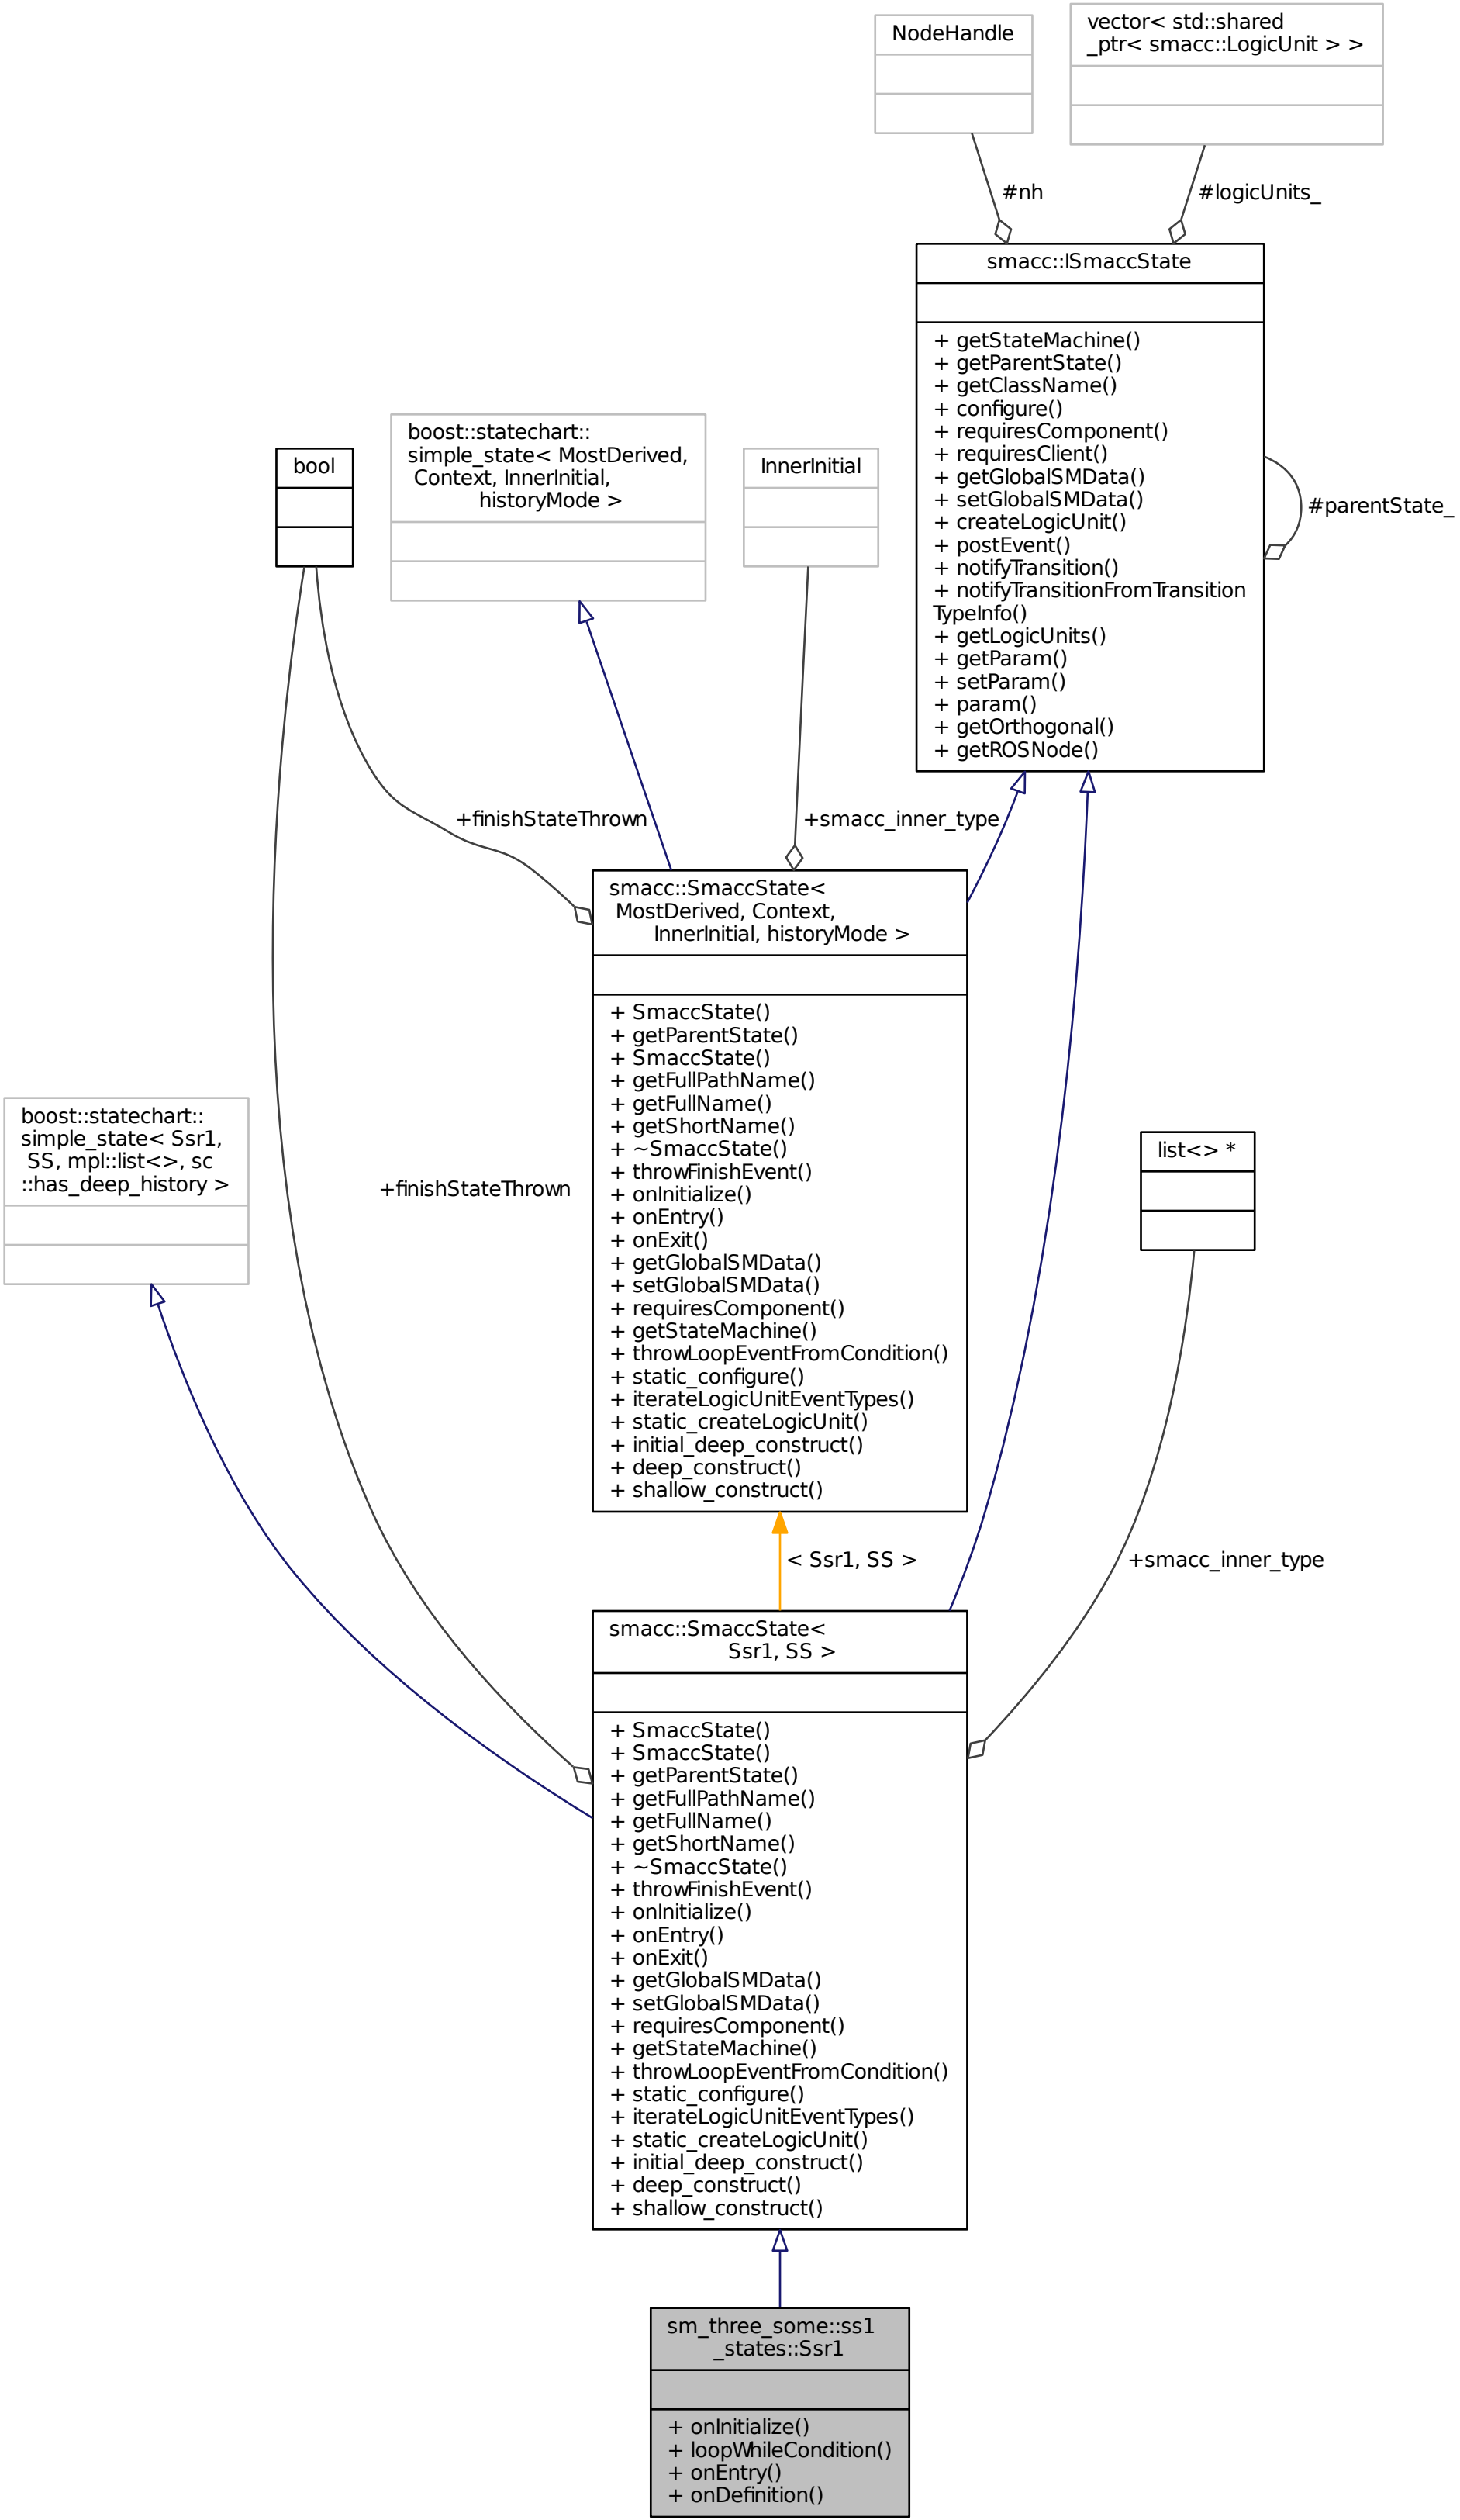 NodeHandle
vector< std::shared
_ptr< smacc::LogicUnit > >
#nh
#logicUnits_
smacc::ISmaccState
+ getStateMachine()
+ getParentState()
+ getClassName()
+ configure()
+ requiresComponent()
+ requiresClient()
+ getGlobalSMData()
+ setGlobalSMData()
+ createLogicUnit()
+ postEvent()
+ notifyTransition()
+ notifyTransitionFromTransition
TypeInfo()
+ getLogicUnits()
+ getParam()
+ setParam()
+ param()
+ getOrthogonal()
+ getROSNode()
#parentState_
bool
boost::statechart::
simple_state< MostDerived,
Context, InnerInitial,
historyMode >
InnerInitial
+finishStateThrown
+smacc_inner_type
smacc::SmaccState<
MostDerived, Context,
InnerInitial, historyMode >
+ SmaccState()
+ getParentState()
+ SmaccState()
+ getFullPathName()
+ getFullName()
+ getShortName()
+ ~SmaccState()
+ throwFinishEvent()
+ onInitialize()
+ onEntry()
+ onExit()
+ getGlobalSMData()
+ setGlobalSMData()
+ requiresComponent()
+ getStateMachine()
+ throwLoopEventFromCondition()
+ static_configure()
+ iterateLogicUnitEventTypes()
+ static_createLogicUnit()
+ initial_deep_construct()
+ deep_construct()
+ shallow_construct()
boost::statechart::
simple_state< Ssr1,
SS, mpl::list<>, sc
::has_deep_history >
+finishStateThrown
list<> *
< Ssr1, SS >
+smacc_inner_type
smacc::SmaccState<
Ssr1, SS >
+ SmaccState()
+ SmaccState()
+ getParentState()
+ getFullPathName()
+ getFullName()
+ getShortName()
+ ~SmaccState()
+ throwFinishEvent()
+ onInitialize()
+ onEntry()
+ onExit()
+ getGlobalSMData()
+ setGlobalSMData()
+ requiresComponent()
+ getStateMachine()
+ throwLoopEventFromCondition()
+ static_configure()
+ iterateLogicUnitEventTypes()
+ static_createLogicUnit()
+ initial_deep_construct()
+ deep_construct()
+ shallow_construct()
sm_three_some::ss1
_states::Ssr1
+ onInitialize()
+ loopWhileCondition()
+ onEntry()
+ onDefinition()